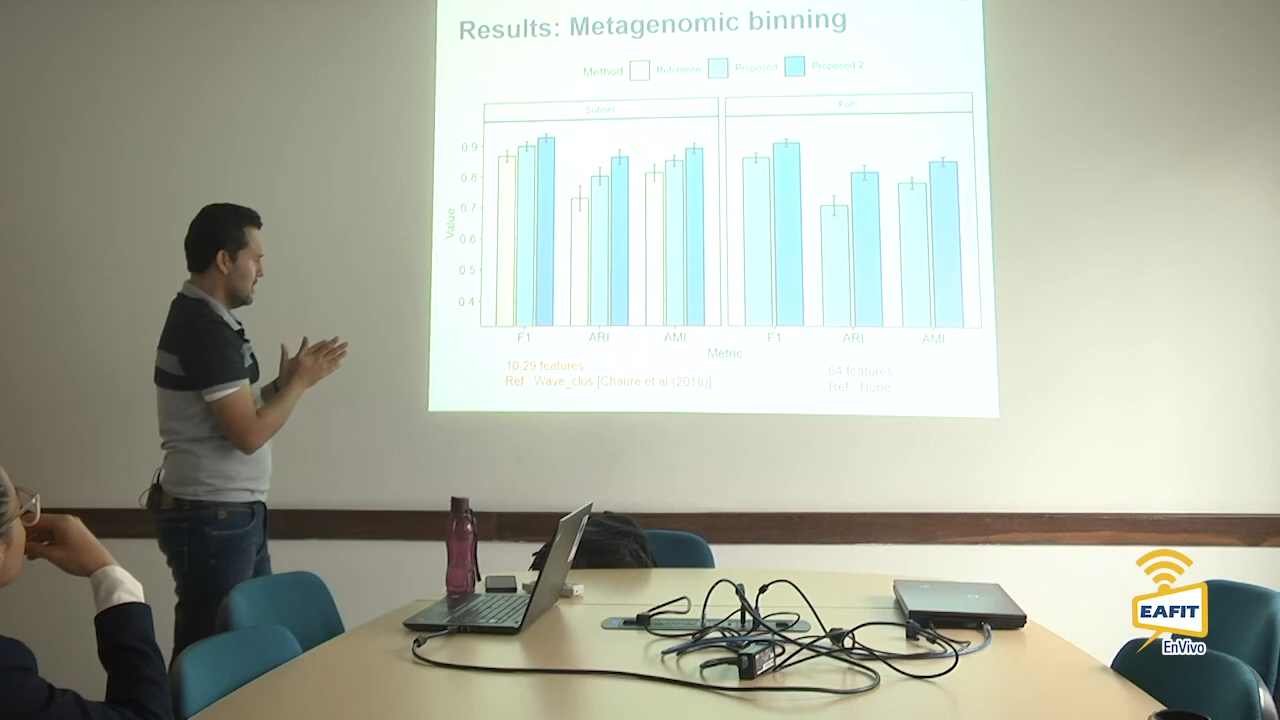 Results: Metagenomic binning
Method Reference Proposed Proposed 2
Subset Full
0.9
0.8
0.7
0.6
0.5
0.4
Value
F1 ARI AMI F1 ARI AMI
Metric
10-29 features
Ref.: Wave_clus [Chaure et al (2018)]
64 features
Ref.: None
EAFIT
EnVivo